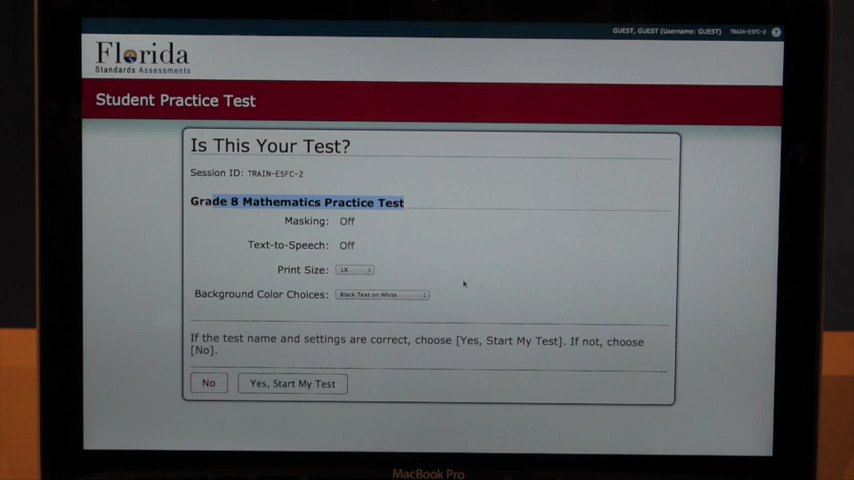 GUEST, GUEST (Username: GUEST) TRAIN-E5FC-2 ?
Florida
Standards Assessments
Student Practice Test
Is This Your Test?
Session ID: TRAIN-E5FC-2
Grade 8 Mathematics Practice Test
Masking: Off
Text-to-Speech: Off
Print Size: 1X
Background Color Choices: Black Text on White
If the test name and settings are correct, choose [Yes, Start My Test]. If not, choose
[No].
No Yes, Start My Test
MacBook Pro